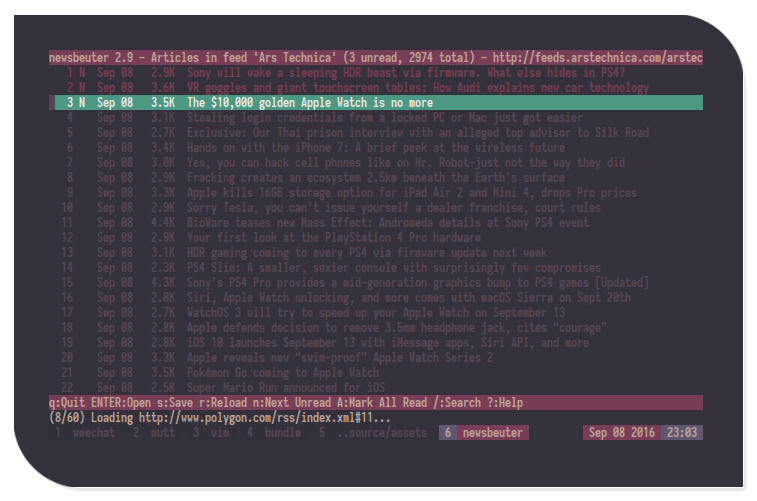 newsbeuter 2.9 - Articles in feed 'Ars Technica' (3 unread, 2974 total) - http://feeds.arstechnica.com/arstec
1 N Sep 08 2.9K Sony will wake a sleeping HDR beast via firmware. What else hides in PS4?
2 N Sep 08 3.6K VR goggles and giant touchscreen tables: How Audi explains new car technology
3 N Sep 08 3.5K The $10,000 golden Apple Watch is no more
4 Sep 08 3.1K Stealing login credentials from a locked PC or Mac just got easier
5 Sep 08 2.7K Exclusive: Our Thai prison interview with an alleged top advisor to Silk Road
6 Sep 08 3.4K Hands on with the iPhone 7: A brief peek at the wireless future
7 Sep 08 3.0K Yes, you can hack cell phones like on Mr. Robot—just not the way they did
8 Sep 08 2.9K Fracking creates an ecosystem 2.5km beneath the Earth's surface
9 Sep 08 3.3K Apple kills 16GB storage option for iPad Air 2 and Mini 4, drops Pro prices
10 Sep 08 2.9K Sorry Tesla, you can't issue yourself a dealer franchise, court rules
11 Sep 08 4.4K BioWare teases new Mass Effect: Andromeda details at Sony PS4 event
12 Sep 08 2.9K Your first look at the PlayStation 4 Pro hardware
13 Sep 08 3.1K HDR gaming coming to every PS4 via firmware update next week
14 Sep 08 2.3K PS4 Slim: A smaller, sexier console with surprisingly few compromises
15 Sep 08 4.3K Sony's PS4 Pro provides a mid-generation graphics bump to PS4 games [Updated]
16 Sep 08 2.8K Siri, Apple Watch unlocking, and more comes with macOS Sierra on Sept 20th
17 Sep 08 2.7K WatchOS 3 will try to speed up your Apple Watch on September 13
18 Sep 08 2.8K Apple defends decision to remove 3.5mm headphone jack, cites “courage”
19 Sep 08 2.8K iOS 10 launches September 13 with iMessage apps, Siri API, and more
20 Sep 08 3.3K Apple reveals new “swim-proof” Apple Watch Series 2
21 Sep 08 3.5K Pokémon Go coming to Apple Watch
22 Sep 08 2.5K Super Mario Run announced for iOS
q:Quit ENTER:Open s:Save r:Reload n:Next Unread A:Mark All Read /:Search ?:Help
(8/60) Loading http://www.polygon.com/rss/index.xml#11...
1 weechat 2 mutt 3 vim 4 bundle 5 ..source/assets 6 newsbeuter Sep 08 2016 23:03